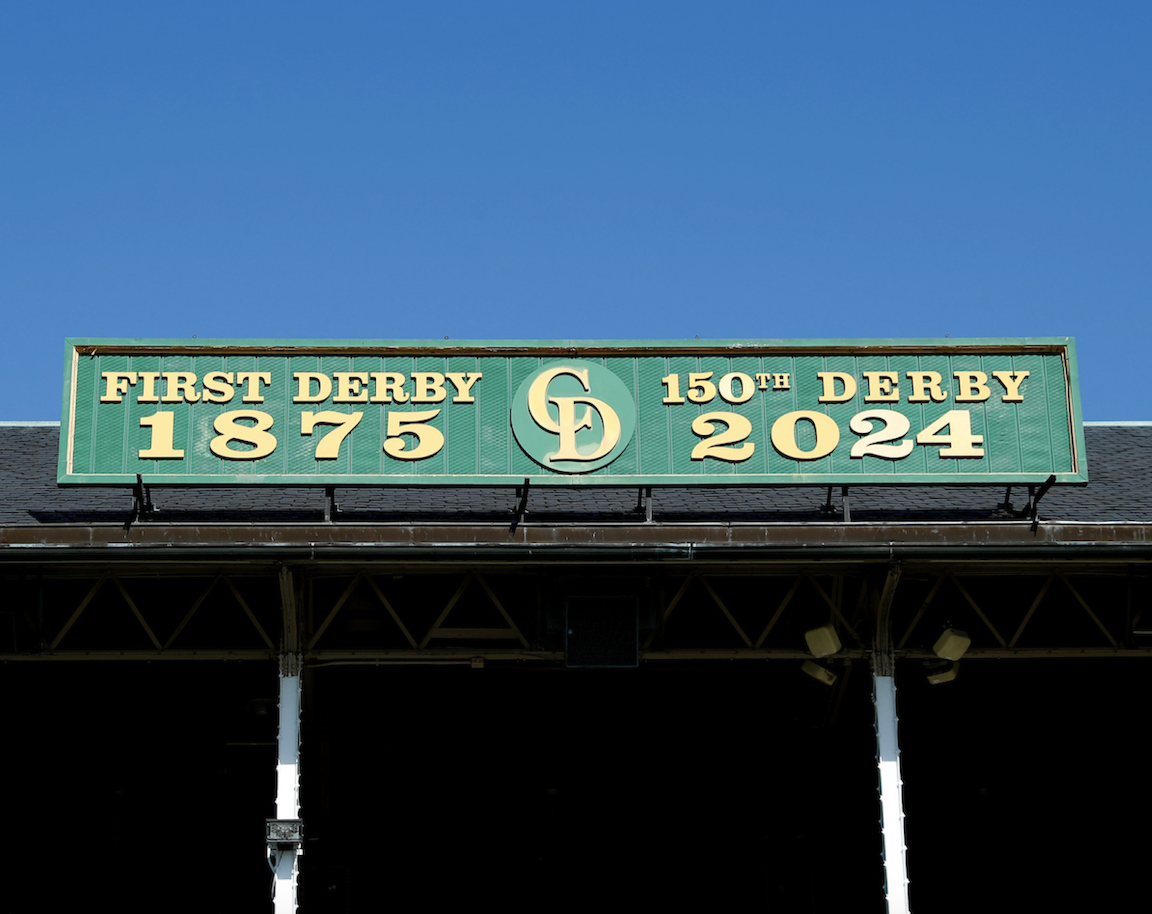 FIRST DERBY
1875
CD
150TH DERBY
2024